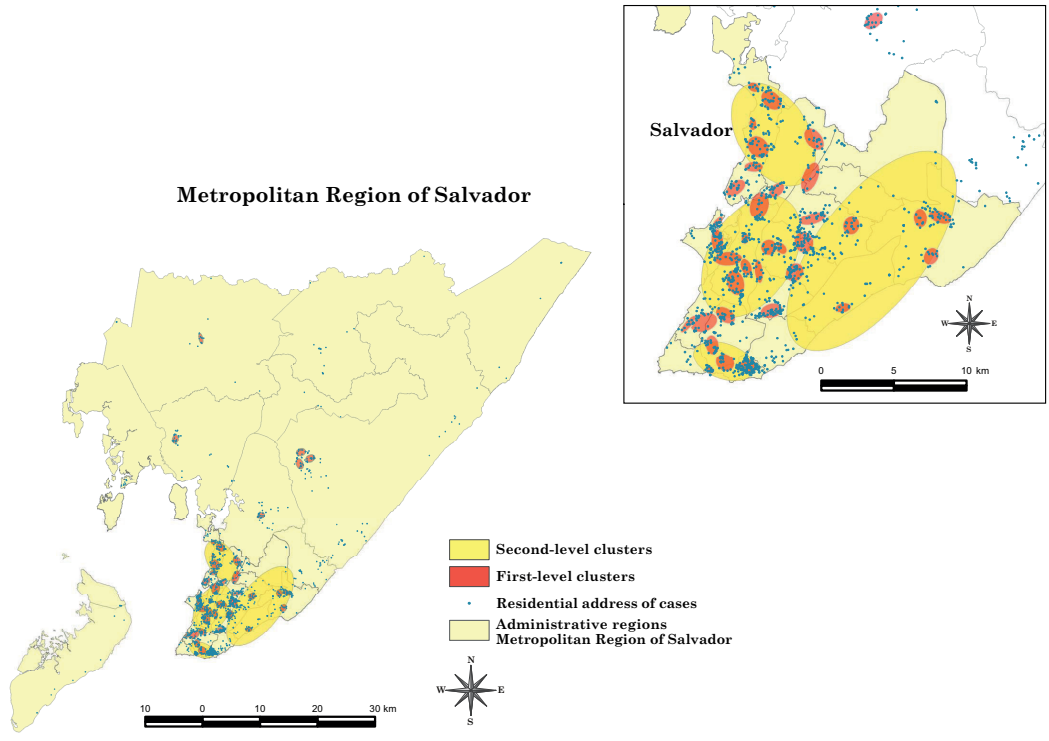 Salvador
N
W E
S
0 5 10 km
Metropolitan Region of Salvador
Second-level clusters
First-level clusters
Residential address of cases
Administrative regions
Metropolitan Region of Salvador
N
W E
S
10 0 10 20 30 km